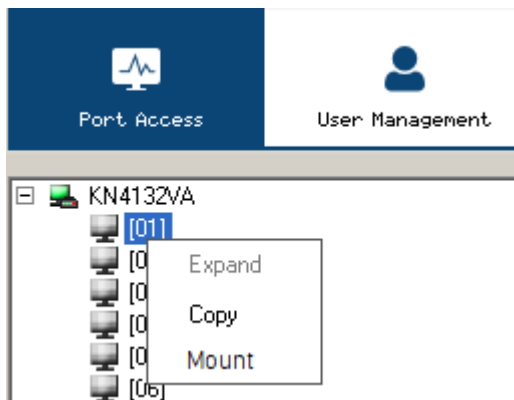 Port Access
User Management
KN4132VA
[01]
Expand
Copy
Mount
[06]